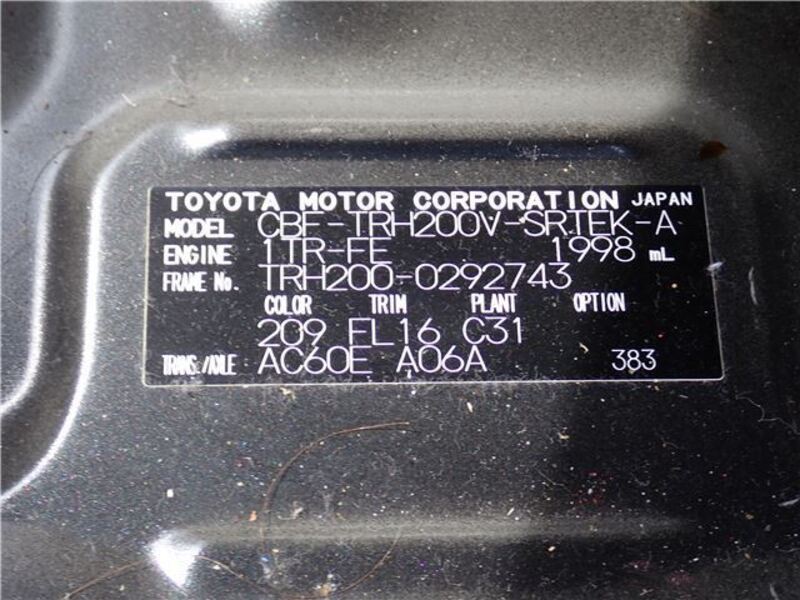 TOYOTA MOTOR CORPORATION JAPAN
MODEL CBF-TRH200V-SRTEK-A
ENGINE 1TR-FE 1998 mL
FRAME No. TRH200-0292743
COLOR TRIM PLANT OPTION
209 FL16 C31
TRANS./AXLE AC60E A06A 383